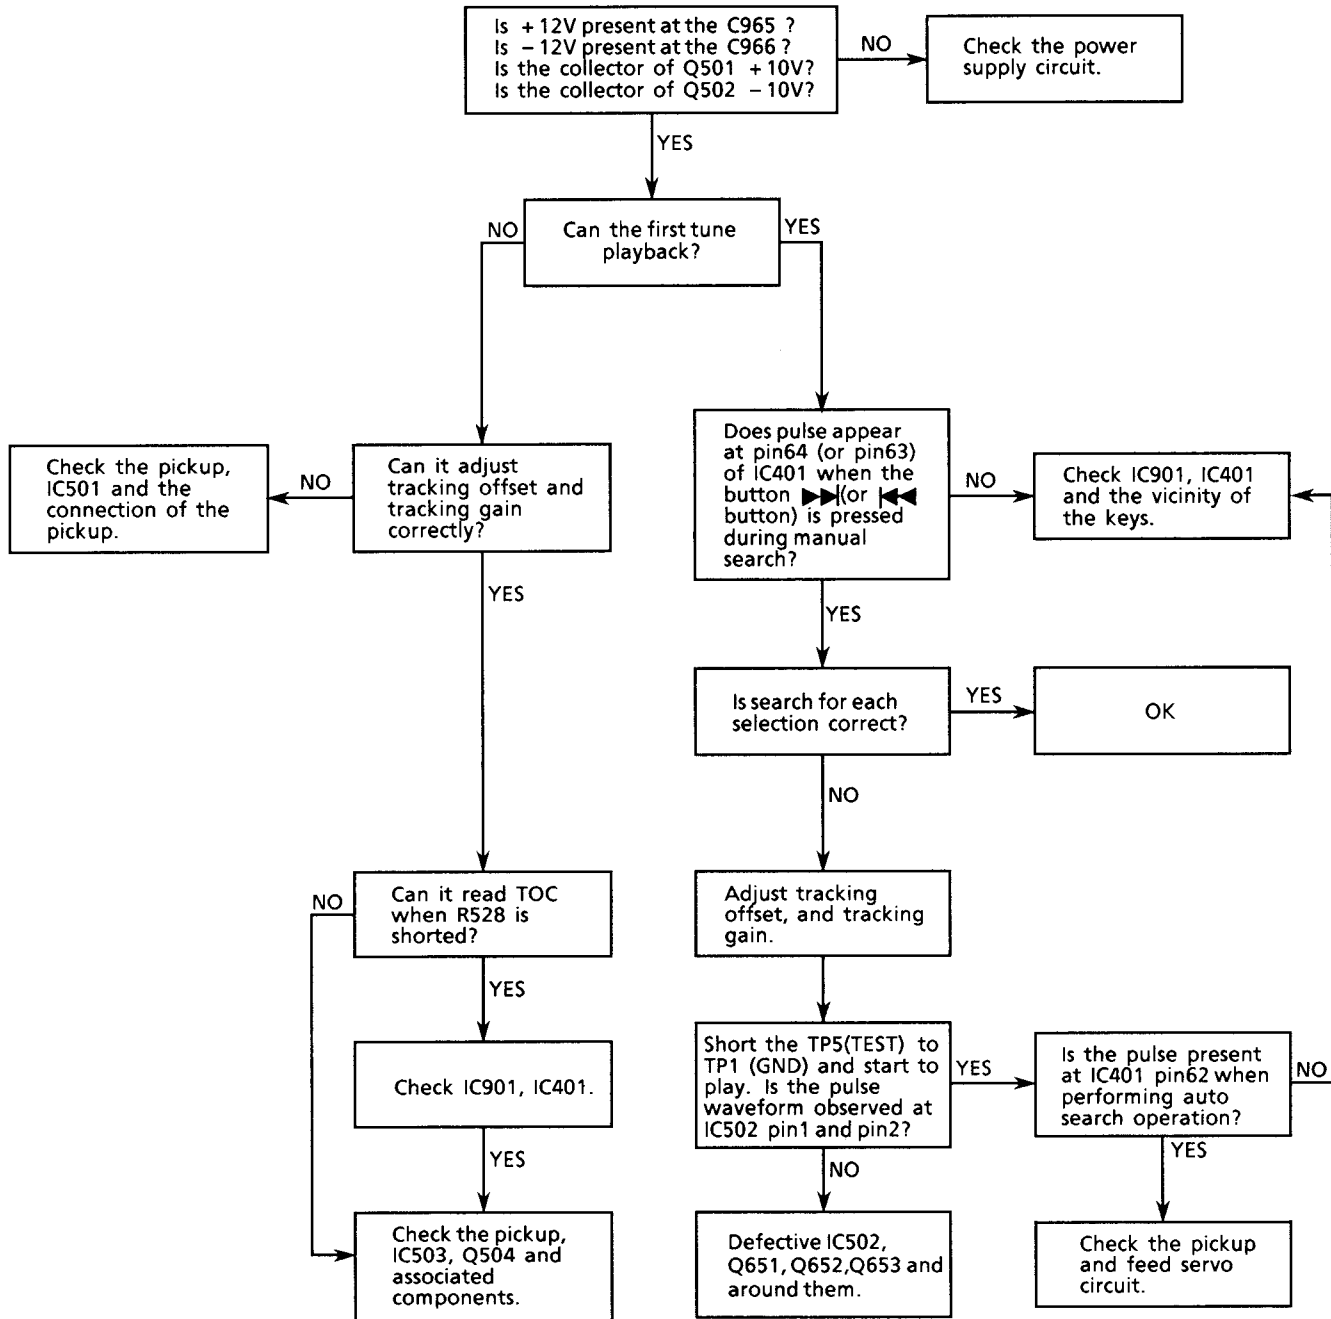 Is +12V present at the C965 ?
Is −12V present at the C966 ?
Is the collector of Q501 +10V?
Is the collector of Q502 −10V?
NO
Check the power
supply circuit.
YES
NO
Can the first tune
playback?
YES
Check the pickup,
IC501 and the
connection of the
pickup.
NO
Can it adjust
tracking offset and
tracking gain
correctly?
YES
Does pulse appear
at pin64 (or pin63)
of IC401 when the
button ▶▶|(or |◀◀
button) is pressed
during manual
search?
NO
Check IC901, IC401
and the vicinity of
the keys.
YES
Is search for each
selection correct?
YES
OK
NO
NO
Can it read TOC
when R528 is
shorted?
YES
Adjust tracking
offset, and tracking
gain.
Check IC901, IC401.
YES
Short the TP5(TEST) to
TP1 (GND) and start to
play. Is the pulse
waveform observed at
IC502 pin1 and pin2?
YES
Is the pulse present
at IC401 pin62 when
performing auto
search operation?
NO
YES
NO
Check the pickup,
IC503, Q504 and
associated
components.
Defective IC502,
Q651, Q652,Q653 and
around them.
Check the pickup
and feed servo
circuit.